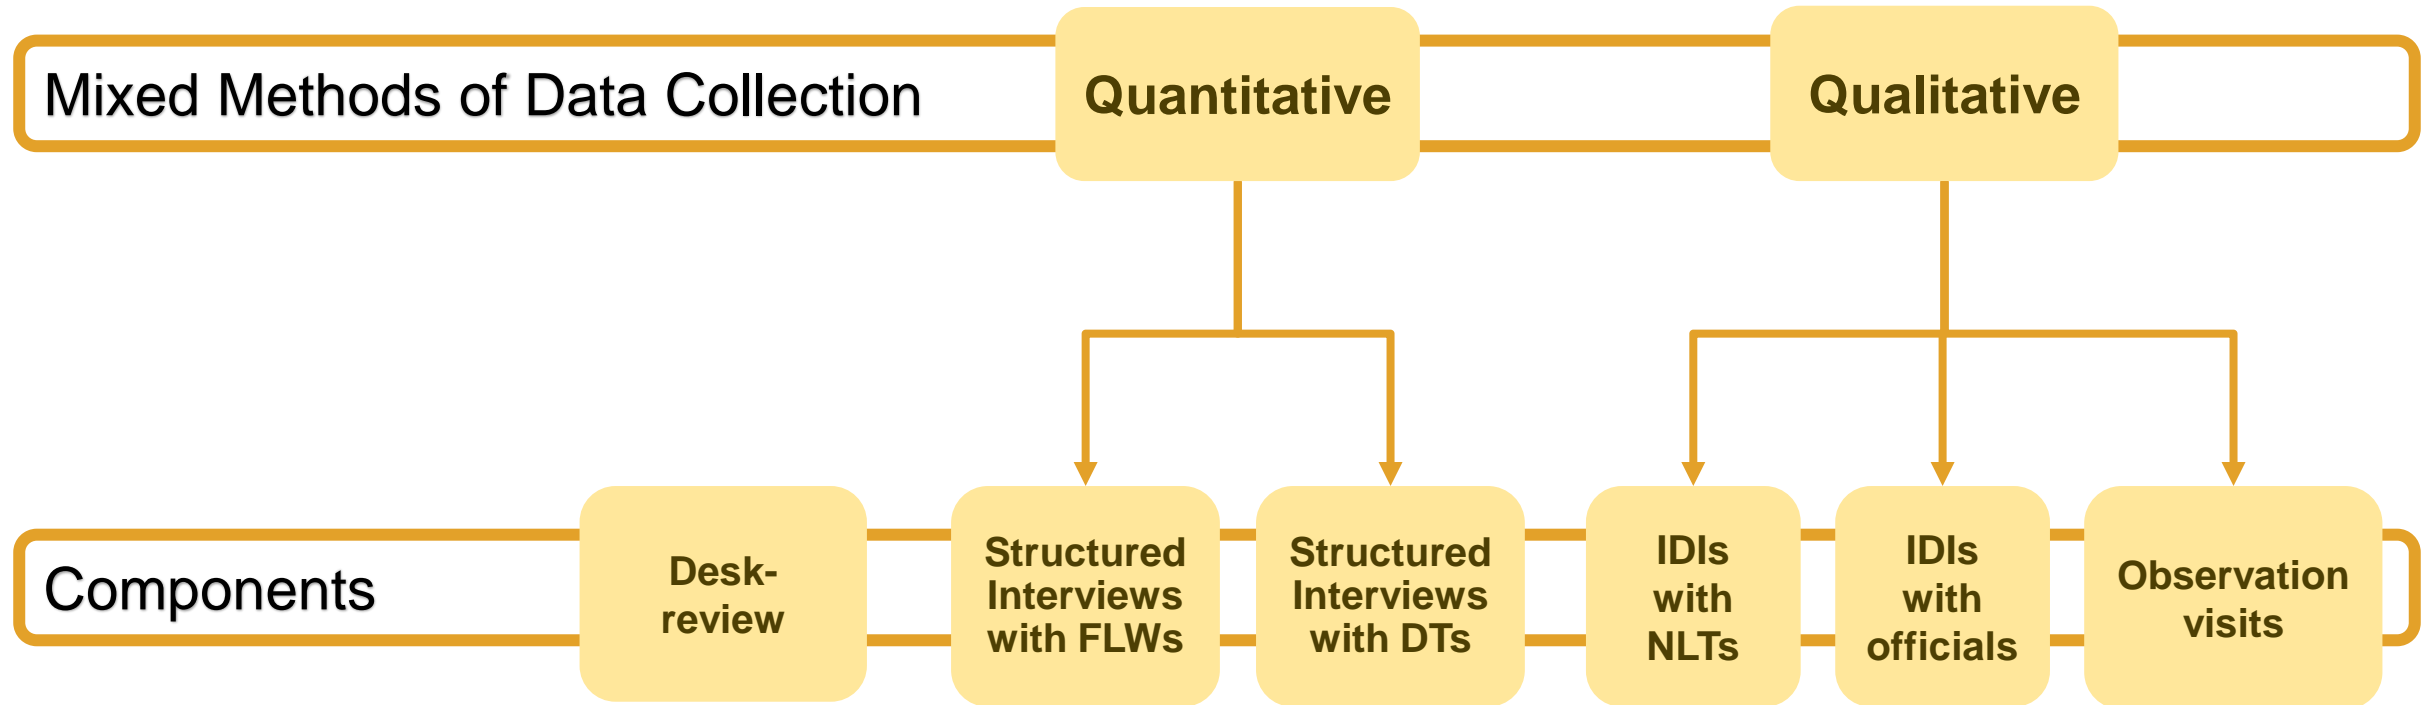 Mixed Methods of Data Collection
Quantitative
Qualitative
Components
Desk-
review
Structured
Interviews
with FLWs
Structured
Interviews
with DTs
IDIs
with
NLTs
IDIs
with
officials
Observation
visits